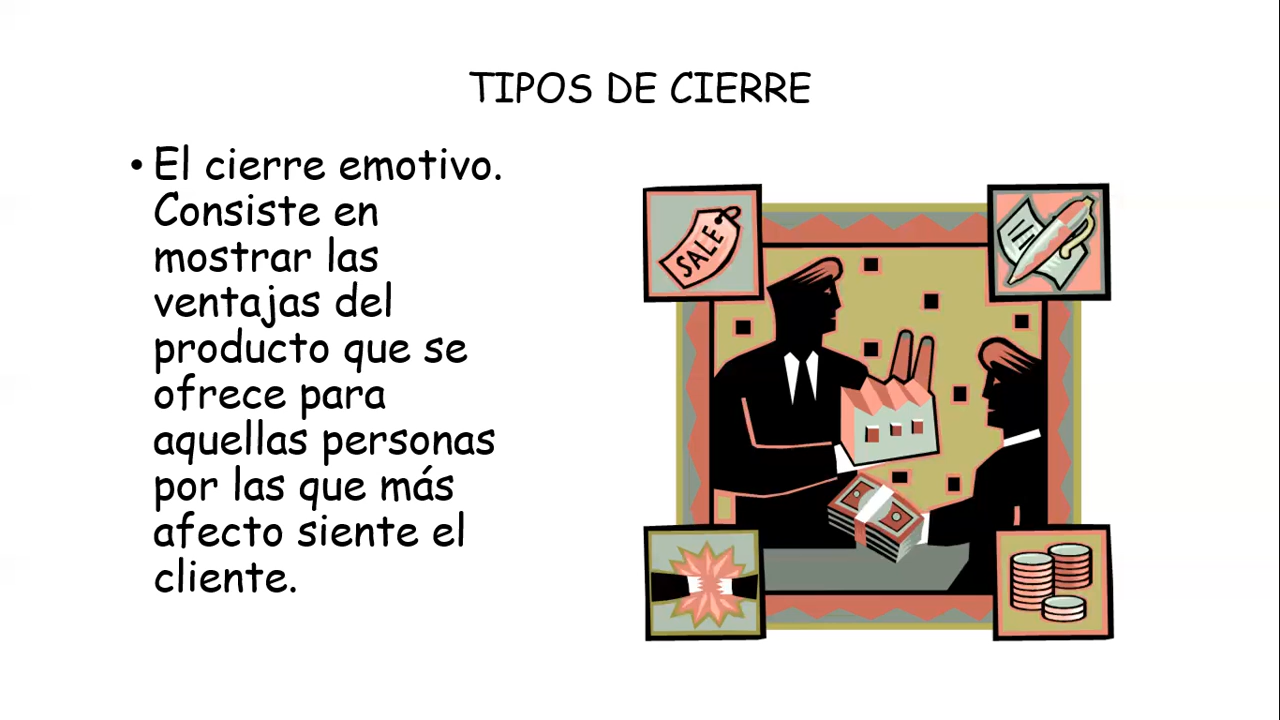 TIPOS DE CIERRE
• El cierre emotivo.
Consiste en
mostrar las
ventajas del
producto que se
ofrece para
aquellas personas
por las que más
afecto siente el
cliente.
SALE